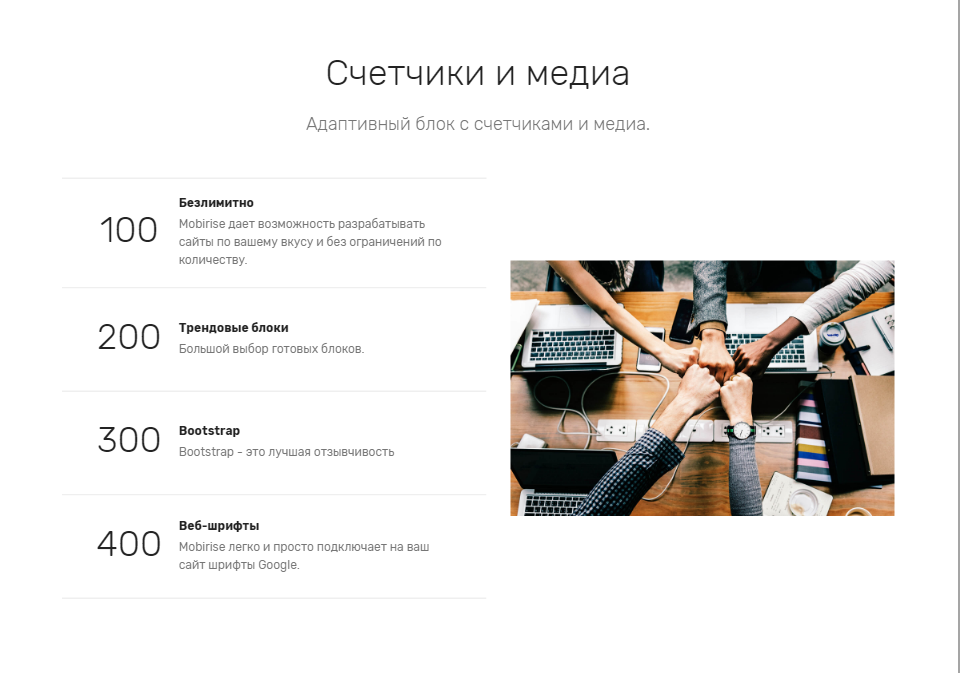 Счетчики и медиа
Адаптивный блок с счетчиками и медиа.
100
Безлимитно
Mobirise дает возможность разрабатывать
сайты по вашему вкусу и без ограничений по
количеству.
200
Трендовые блоки
Большой выбор готовых блоков.
300
Bootstrap
Bootstrap - это лучшая отзывчивость
400
Веб-шрифты
Mobirise легко и просто подключает на ваш
сайт шрифты Google.